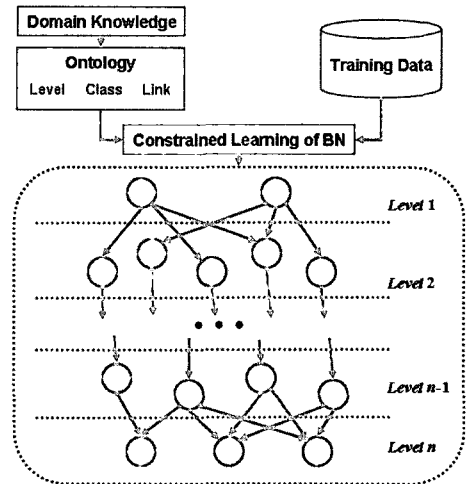 Domain Knowledge
Ontology
Level Class Link
Training Data
Constrained Learning of BN
Level 1
Level 2
• • •
Level n-1
Level n